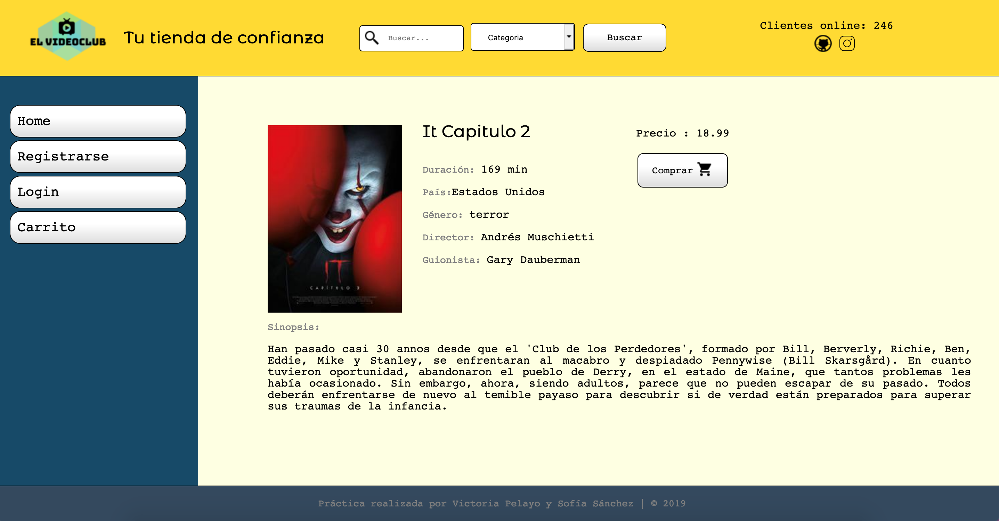 EL VIDEOCLUB
Tu tienda de confianza
Buscar...
Categoria
Buscar
Clientes online: 246
Home
Registrarse
Login
Carrito
It Capitulo 2
Precio : 18.99
Comprar
Duración: 169 min
País:Estados Unidos
Género: terror
Director: Andrés Muschietti
Guionista: Gary Dauberman
IT
CAPÍTULO 2
Sinopsis:
Han pasado casi 30 annos desde que el 'Club de los Perdedores', formado por Bill, Berverly, Richie, Ben,
Eddie, Mike y Stanley, se enfrentaran al macabro y despiadado Pennywise (Bill Skarsgård). En cuanto
tuvieron oportunidad, abandonaron el pueblo de Derry, en el estado de Maine, que tantos problemas les
había ocasionado. Sin embargo, ahora, siendo adultos, parece que no pueden escapar de su pasado. Todos
deberán enfrentarse de nuevo al temible payaso para descubrir si de verdad están preparados para superar
sus traumas de la infancia.
Práctica realizada por Victoria Pelayo y Sofía Sánchez | © 2019